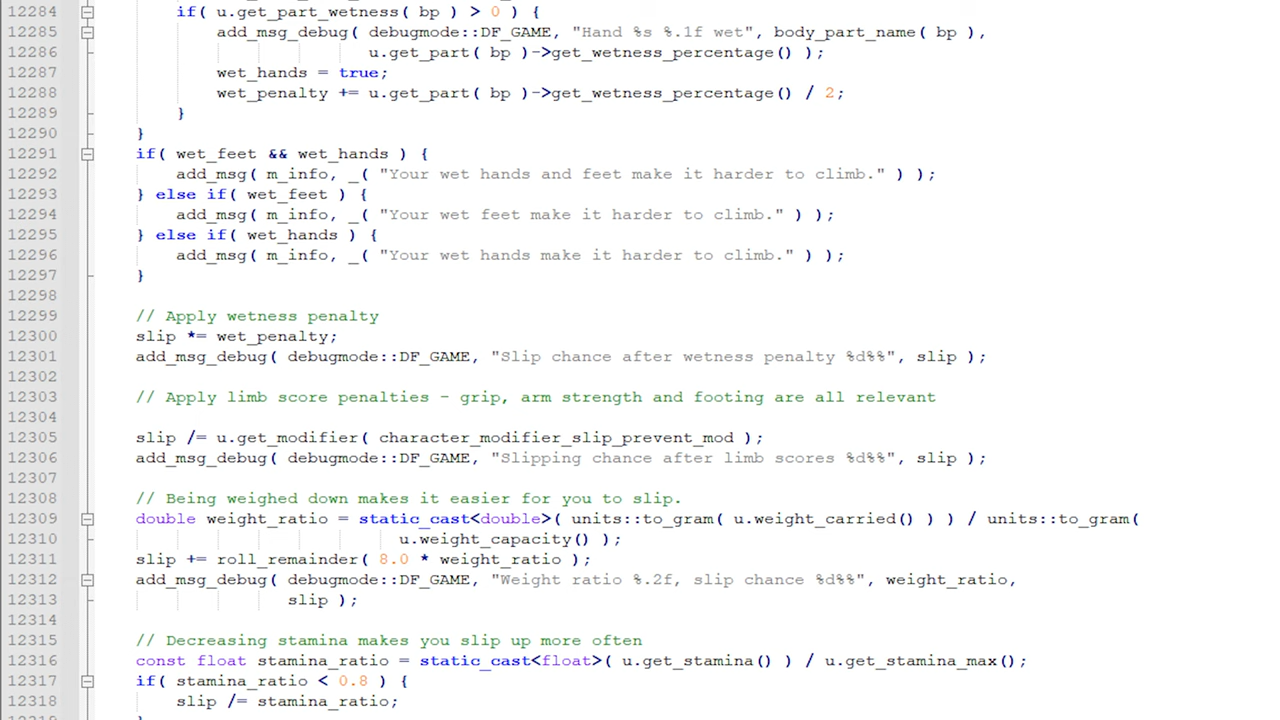 12284 if( u.get_part_wetness( bp ) > 0 ) {
12285 add_msg_debug( debugmode::DF_GAME, "Hand %s %.1f wet", body_part_name( bp ),
12286 u.get_part( bp )->get_wetness_percentage() );
12287 wet_hands = true;
12288 wet_penalty += u.get_part( bp )->get_wetness_percentage() / 2;
12289 }
12290 }
12291 if( wet_feet && wet_hands ) {
12292 add_msg( m_info, _( "Your wet hands and feet make it harder to climb." ) );
12293 } else if( wet_feet ) {
12294 add_msg( m_info, _( "Your wet feet make it harder to climb." ) );
12295 } else if( wet_hands ) {
12296 add_msg( m_info, _( "Your wet hands make it harder to climb." ) );
12297 }
12298
12299 // Apply wetness penalty
12300 slip *= wet_penalty;
12301 add_msg_debug( debugmode::DF_GAME, "Slip chance after wetness penalty %d%%", slip );
12302
12303 // Apply limb score penalties - grip, arm strength and footing are all relevant
12304
12305 slip /= u.get_modifier( character_modifier_slip_prevent_mod );
12306 add_msg_debug( debugmode::DF_GAME, "Slipping chance after limb scores %d%%", slip );
12307
12308 // Being weighed down makes it easier for you to slip.
12309 double weight_ratio = static_cast<double>( units::to_gram( u.weight_carried() ) ) / units::to_gram(
12310 u.weight_capacity() );
12311 slip += roll_remainder( 8.0 * weight_ratio );
12312 add_msg_debug( debugmode::DF_GAME, "Weight ratio %.2f, slip chance %d%%", weight_ratio,
12313 slip );
12314
12315 // Decreasing stamina makes you slip up more often
12316 const float stamina_ratio = static_cast<float>( u.get_stamina() ) / u.get_stamina_max();
12317 if( stamina_ratio < 0.8 ) {
12318 slip /= stamina_ratio;